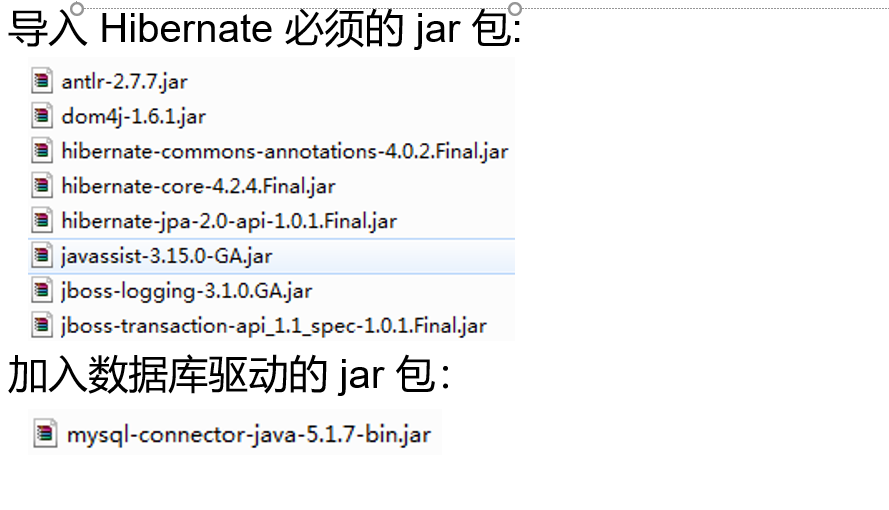 导入 Hibernate 必须的 jar 包:
antlr-2.7.7.jar
dom4j-1.6.1.jar
hibernate-commons-annotations-4.0.2.Final.jar
hibernate-core-4.2.4.Final.jar
hibernate-jpa-2.0-api-1.0.1.Final.jar
javassist-3.15.0-GA.jar
jboss-logging-3.1.0.GA.jar
jboss-transaction-api_1.1_spec-1.0.1.Final.jar
加入数据库驱动的 jar 包：
mysql-connector-java-5.1.7-bin.jar